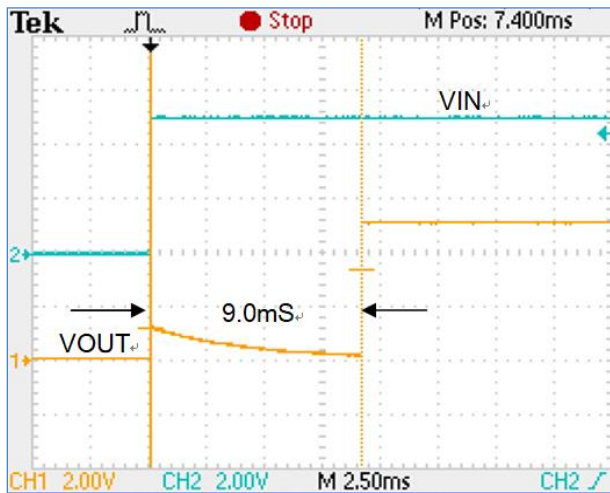 Tek Stop M Pos: 7.400ms
VIN
2
9.0mS
VOUT
1
CH1 2.00V CH2 2.00V M 2.50ms CH2